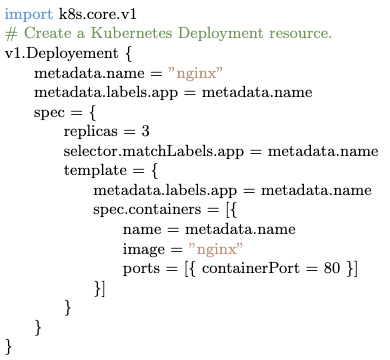 import k8s.core.v1
# Create a Kubernetes Deployment resource.
v1.Deployement {
    metadata.name = "nginx"
    metadata.labels.app = metadata.name
    spec = {
        replicas = 3
        selector.matchLabels.app = metadata.name
        template = {
            metadata.labels.app = metadata.name
            spec.containers = [{
                name = metadata.name
                image = "nginx"
                ports = [{ containerPort = 80 }]
            }]
        }
    }
}